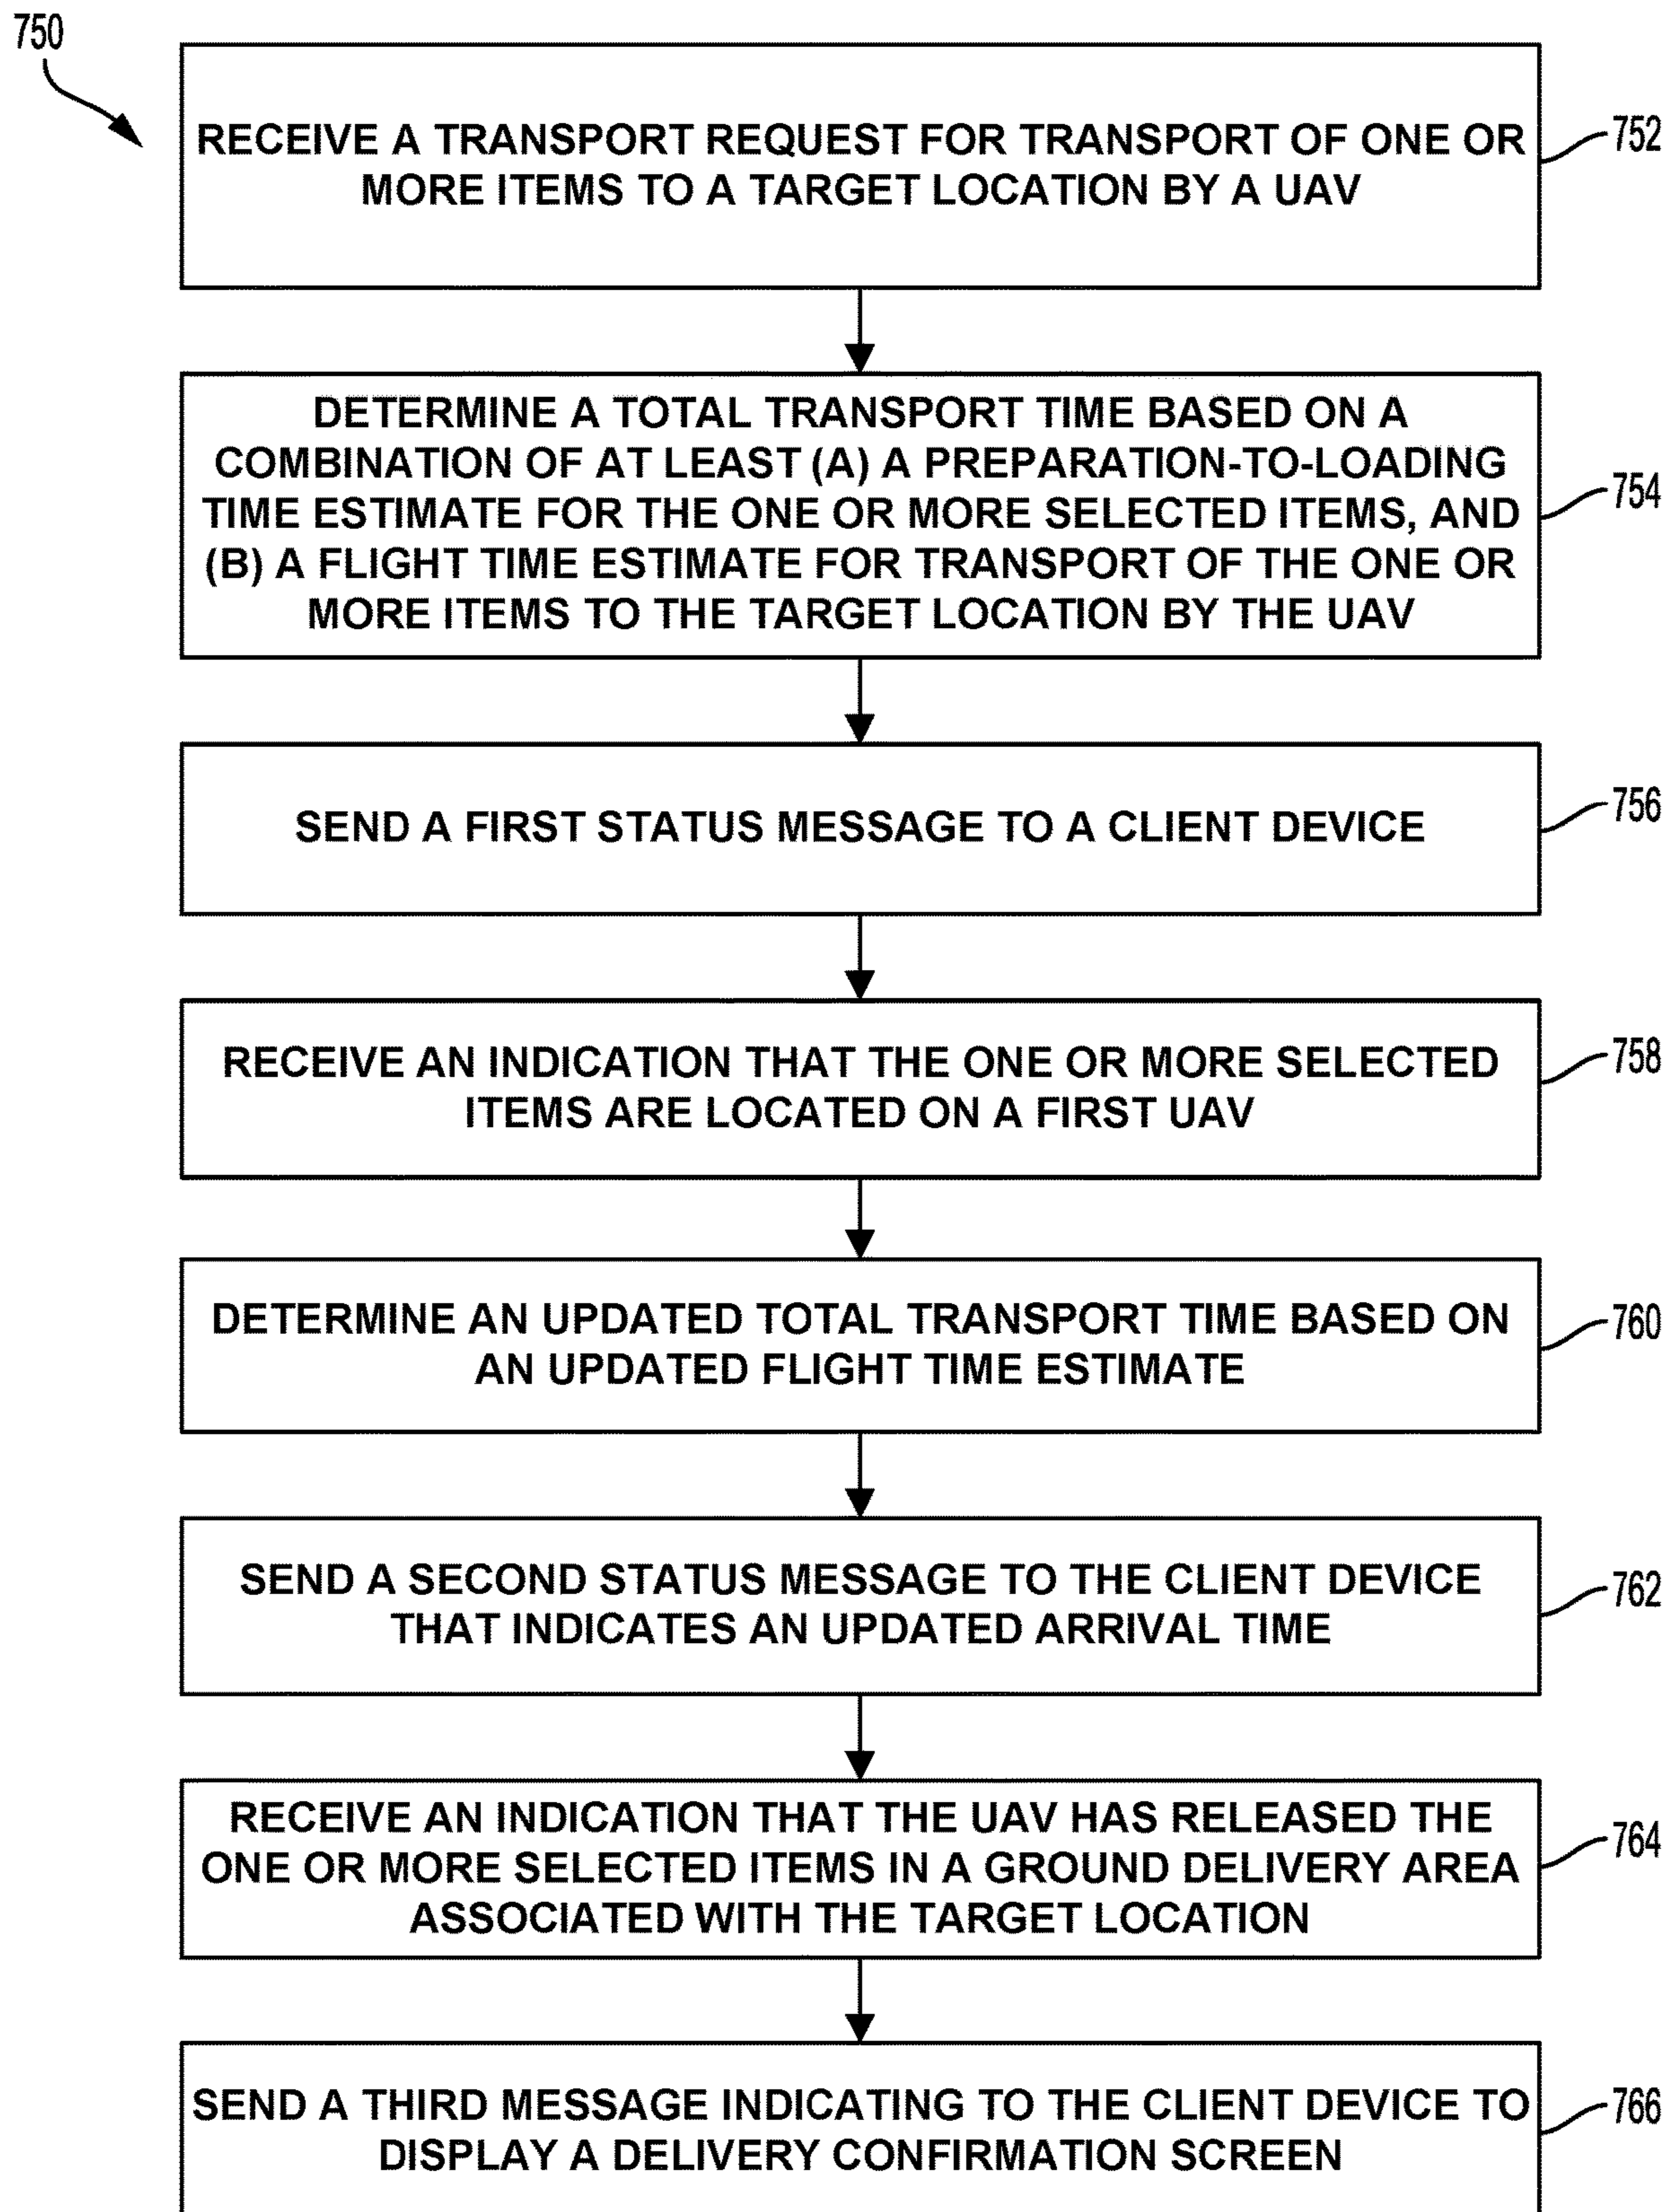 750
RECEIVE A TRANSPORT REQUEST FOR TRANSPORT OF ONE OR
MORE ITEMS TO A TARGET LOCATION BY A UAV
752
DETERMINE A TOTAL TRANSPORT TIME BASED ON A
COMBINATION OF AT LEAST (A) A PREPARATION-TO-LOADING
TIME ESTIMATE FOR THE ONE OR MORE SELECTED ITEMS, AND
(B) A FLIGHT TIME ESTIMATE FOR TRANSPORT OF THE ONE OR
MORE ITEMS TO THE TARGET LOCATION BY THE UAV
754
SEND A FIRST STATUS MESSAGE TO A CLIENT DEVICE
756
RECEIVE AN INDICATION THAT THE ONE OR MORE SELECTED
ITEMS ARE LOCATED ON A FIRST UAV
758
DETERMINE AN UPDATED TOTAL TRANSPORT TIME BASED ON
AN UPDATED FLIGHT TIME ESTIMATE
760
SEND A SECOND STATUS MESSAGE TO THE CLIENT DEVICE
THAT INDICATES AN UPDATED ARRIVAL TIME
762
RECEIVE AN INDICATION THAT THE UAV HAS RELEASED THE
ONE OR MORE SELECTED ITEMS IN A GROUND DELIVERY AREA
ASSOCIATED WITH THE TARGET LOCATION
764
SEND A THIRD MESSAGE INDICATING TO THE CLIENT DEVICE TO
DISPLAY A DELIVERY CONFIRMATION SCREEN
766